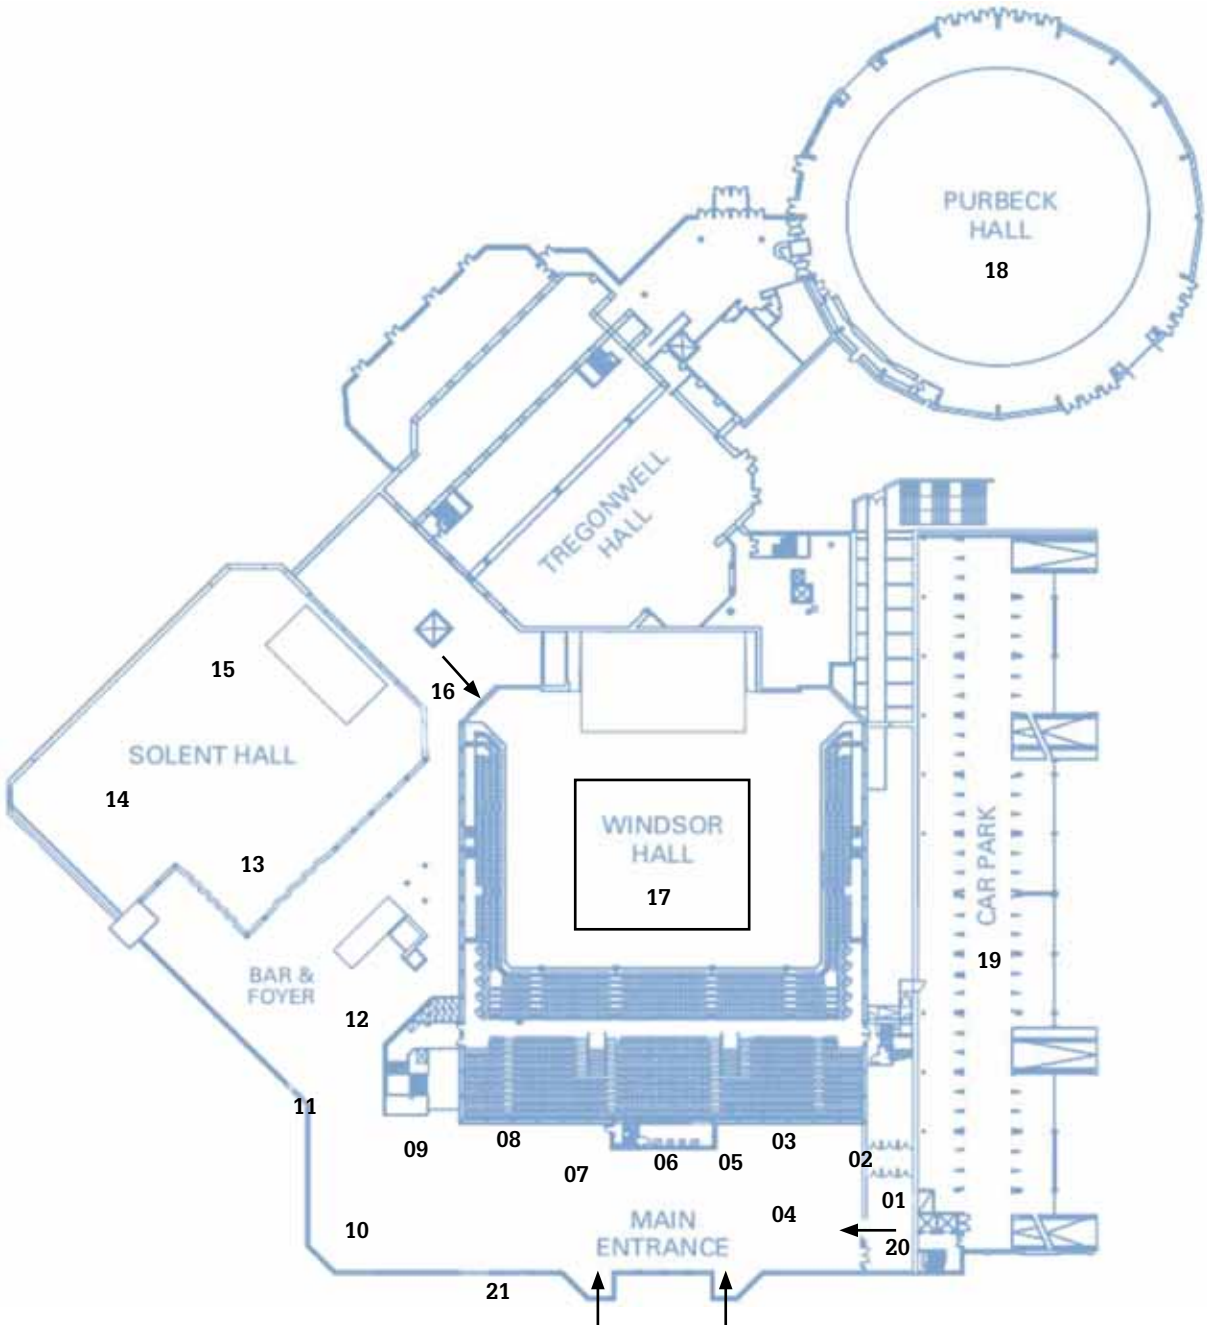 PURBECK
HALL
18
TREGONWELL
HALL
15
16
SOLENT HALL
14
13
WINDSOR
HALL
17
CAR PARK
19
BAR &
FOYER
12
11
09
08
07
06
05
03
02
01
04
10
MAIN
ENTRANCE
20
21